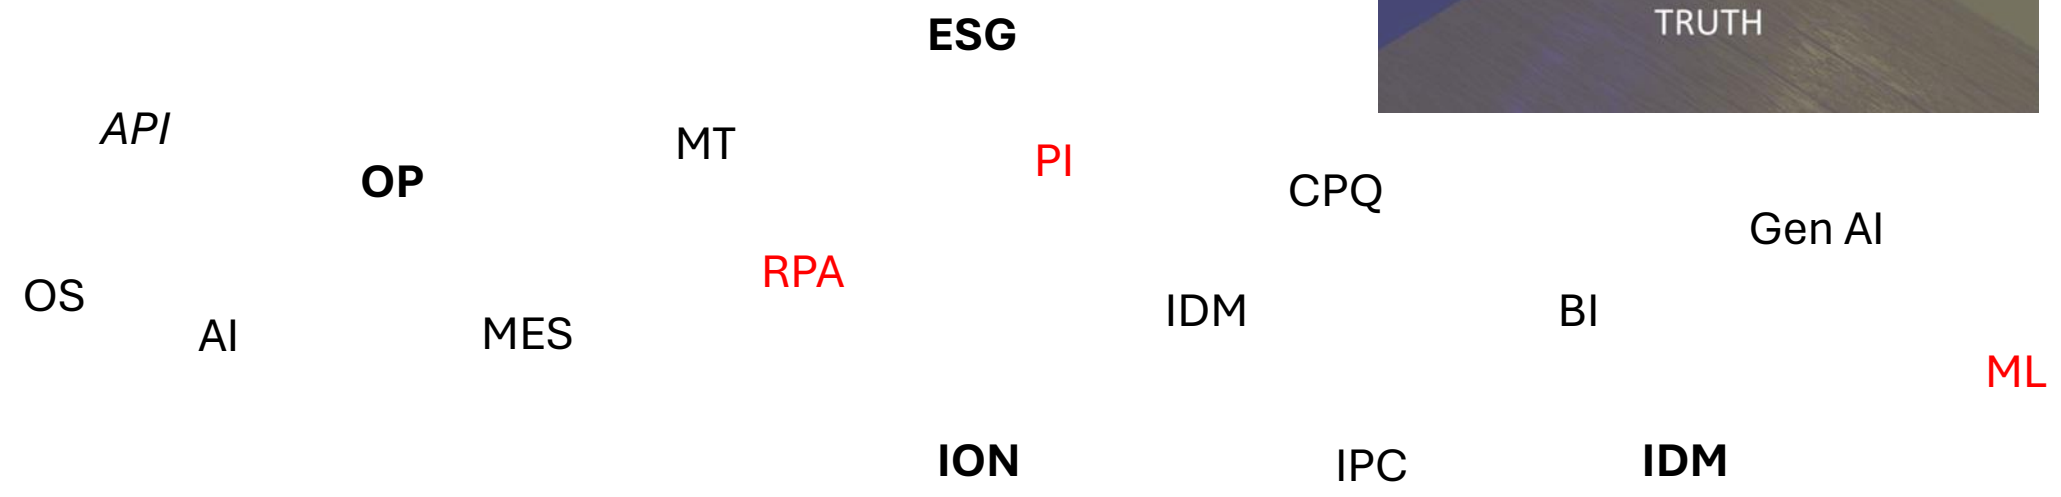 TRUTH
ESG
API
MT
PI
OP
CPQ
Gen AI
RPA
OS
IDM
BI
AI
MES
ML
ION
IPC
IDM